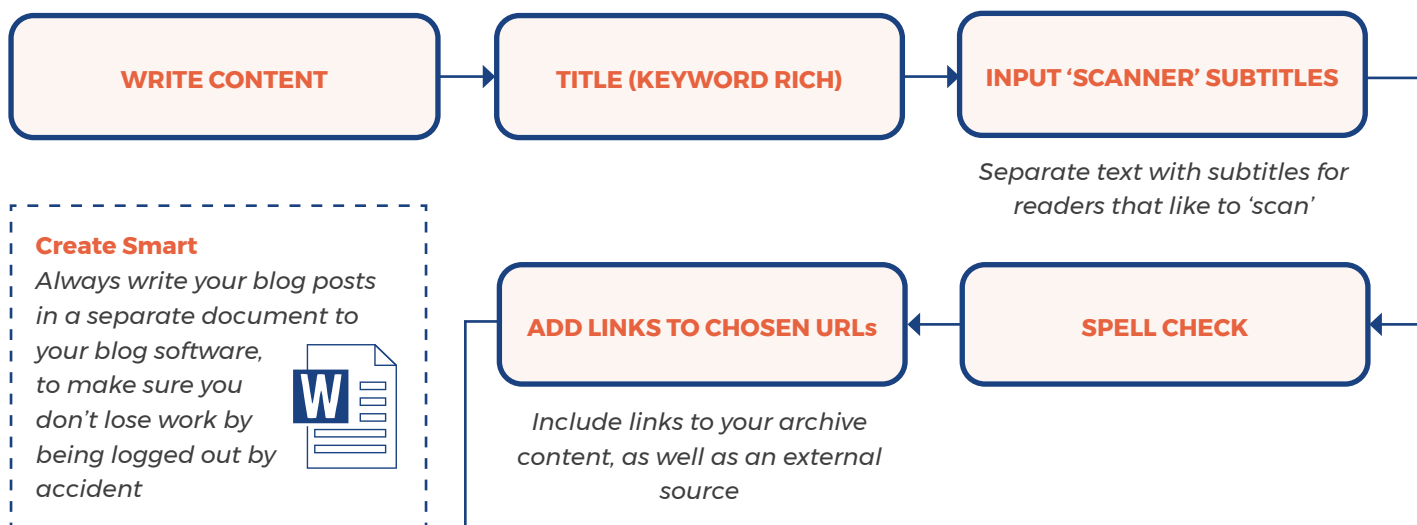 WRITE CONTENT
TITLE (KEYWORD RICH)
INPUT ‘SCANNER’ SUBTITLES
Separate text with subtitles for
readers that like to ‘scan’
SPELL CHECK
ADD LINKS TO CHOSEN URLs
Include links to your archive
content, as well as an external
source
Create Smart
Always write your blog posts
in a separate document to
your blog software,
to make sure you
don’t lose work by
being logged out by
accident
W